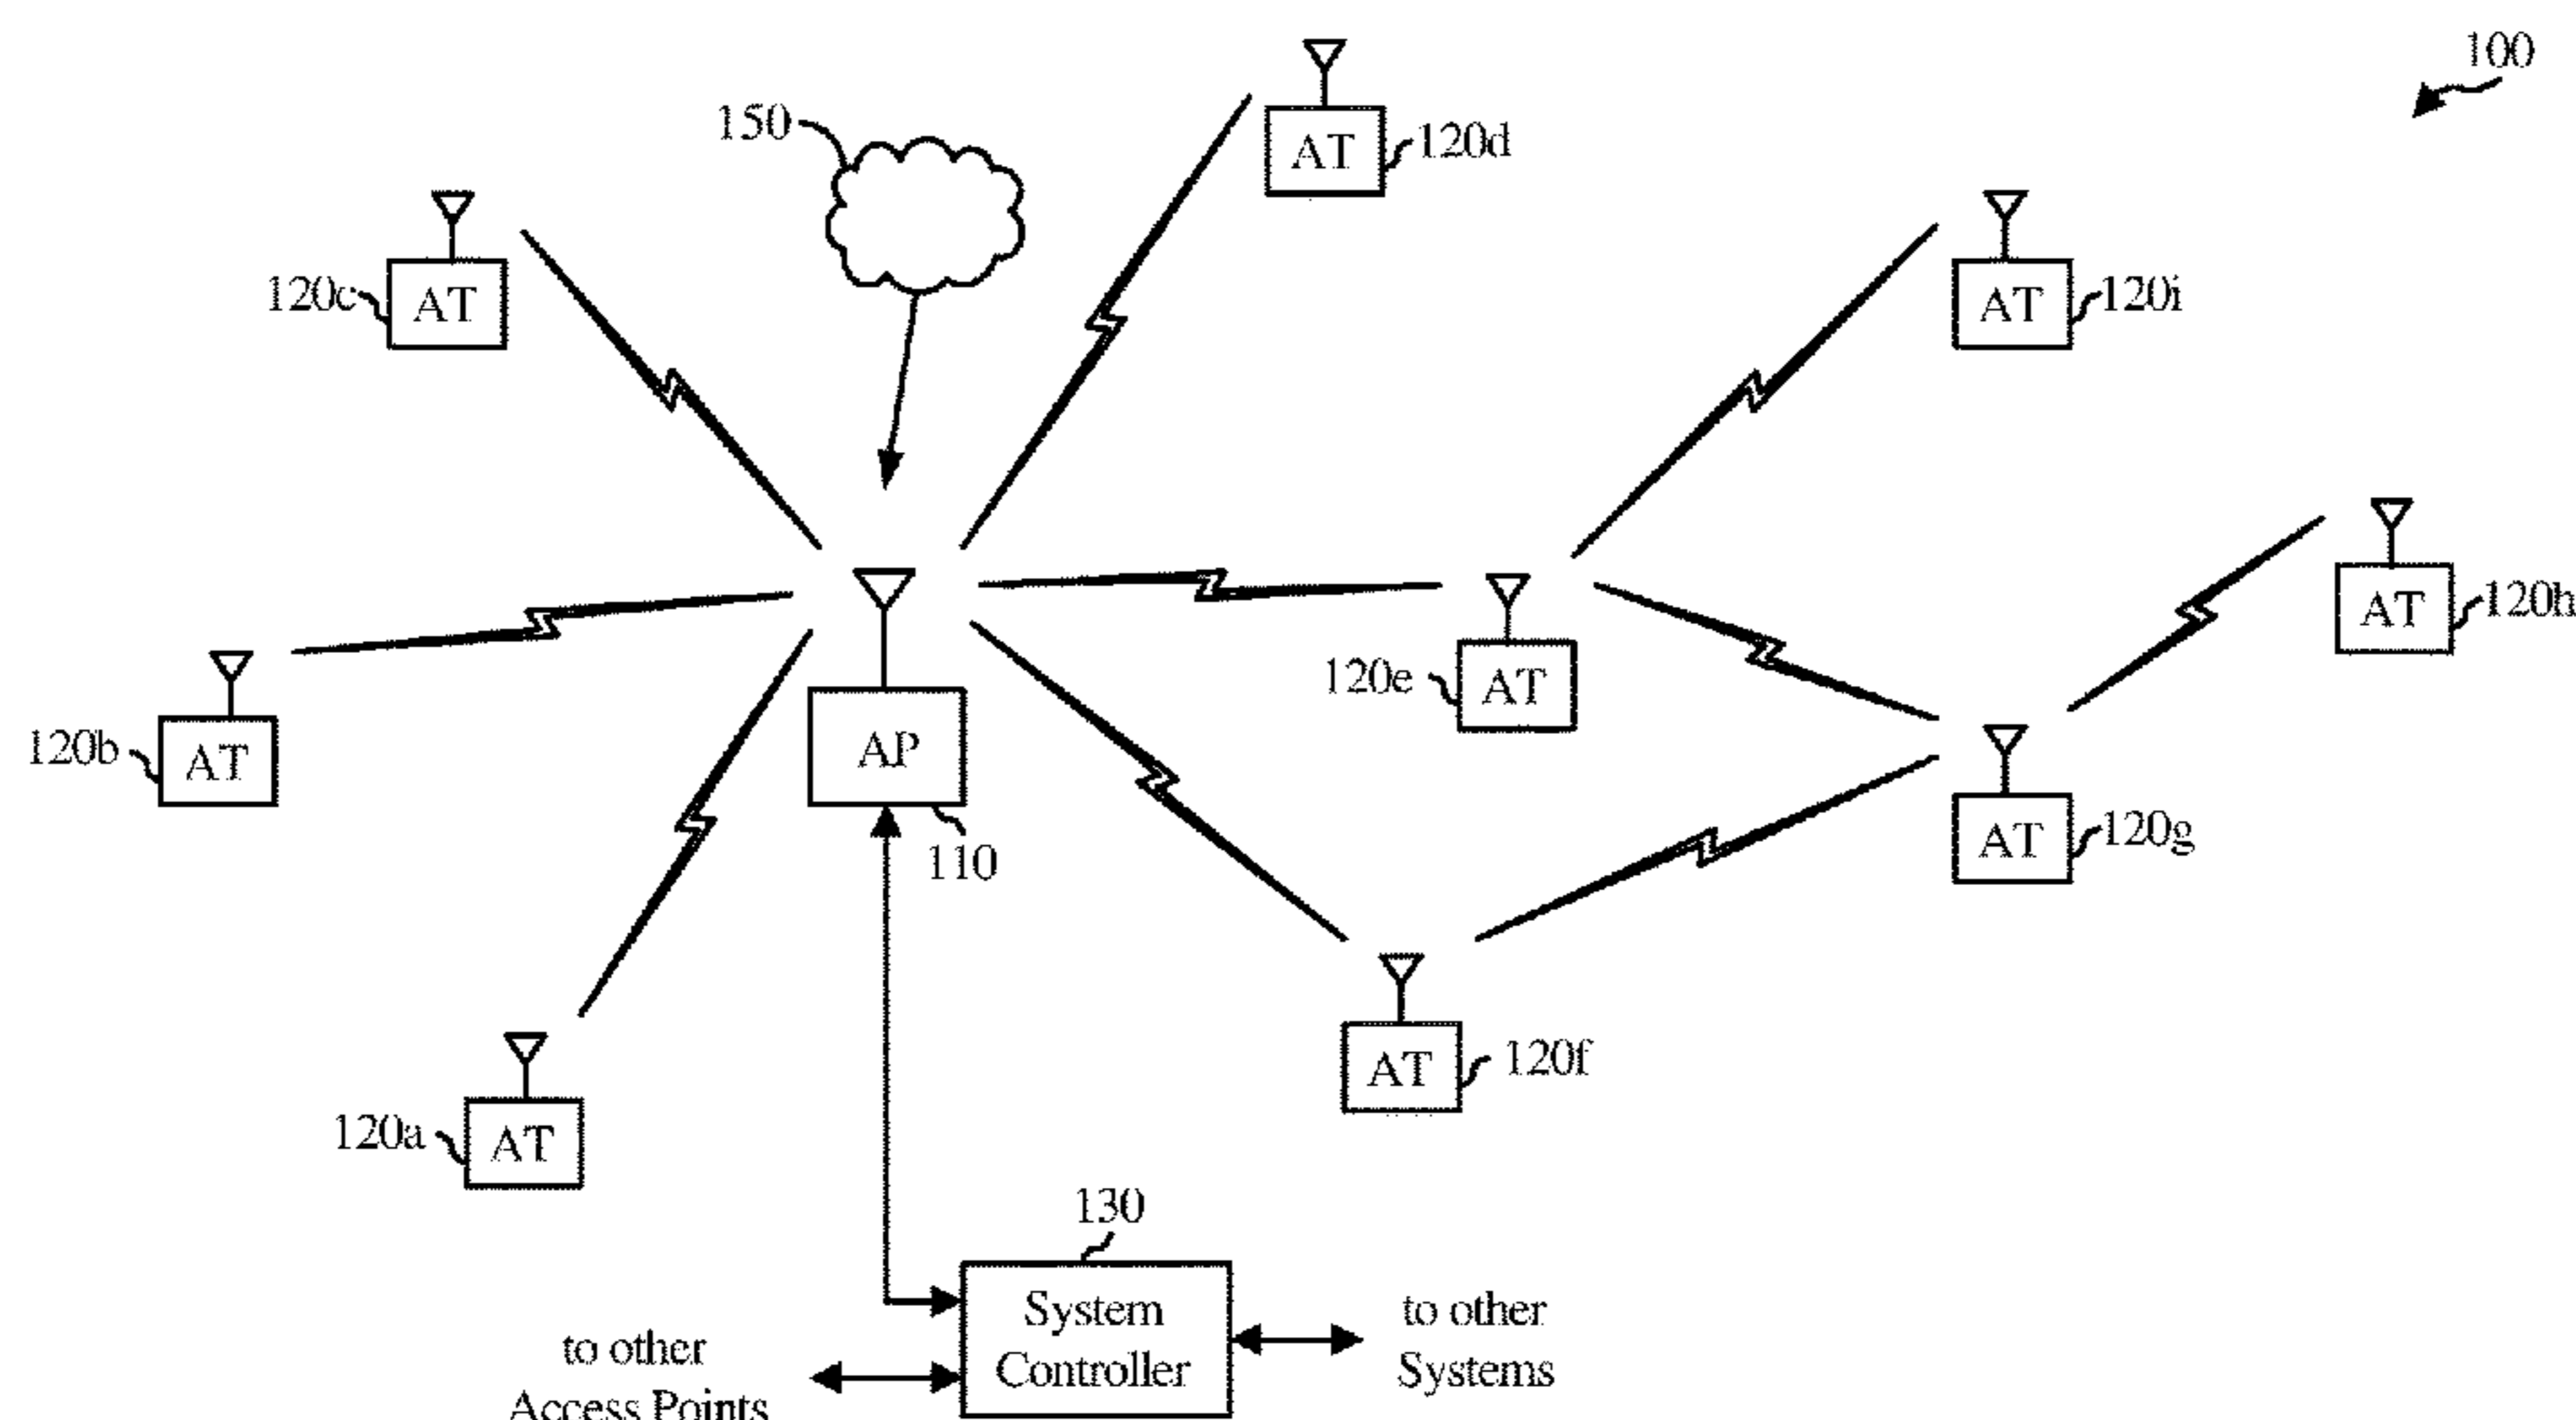 100
150
AT
120d
120c
AT
AT
120i
AT
120h
120e
AT
120b
AT
AP
110
AT
120g
AT
120f
120a
AT
130
System
Controller
to other
Systems
to other
Access Points